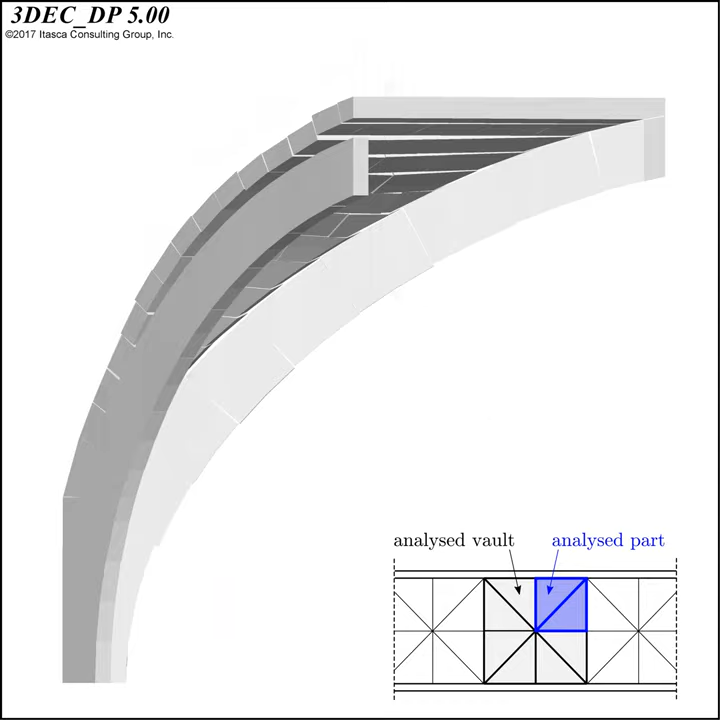 3DEC_DP 5.00
©2017 Itasca Consulting Group, Inc.
analysed vault
analysed part